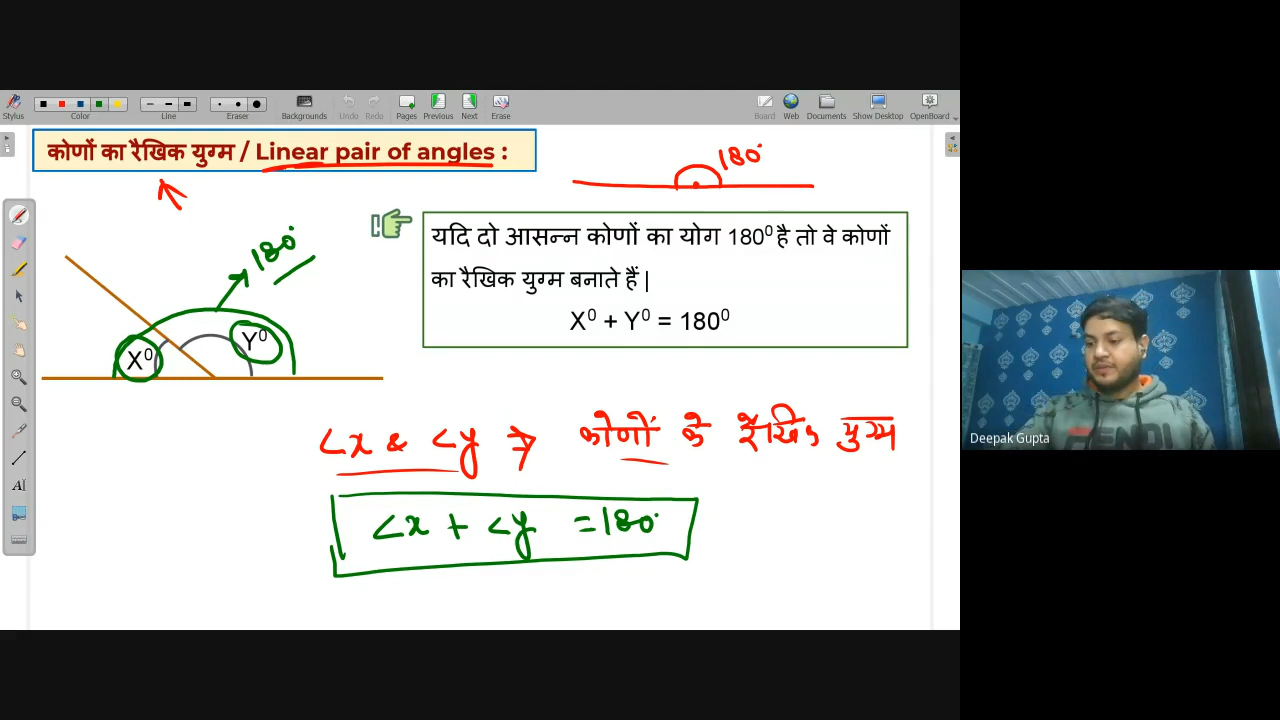 Stylus
Color
Line
Eraser
Backgrounds
Undo
Redo
Pages
Previous
Next
Erase
Board
Web
Documents
Show Desktop
OpenBoard
कोणों का रैखिक युग्म / Linear pair of angles :
180°
180°
यदि दो आसन्न कोणों का योग 180⁰ है तो वे कोणों
का रैखिक युग्म बनाते हैं |
X⁰ + Y⁰ = 180⁰
X⁰
Y⁰
∠x & ∠y ⇒ कोणों के रैखिक युग्म
∠x + ∠y = 180°
Deepak Gupta